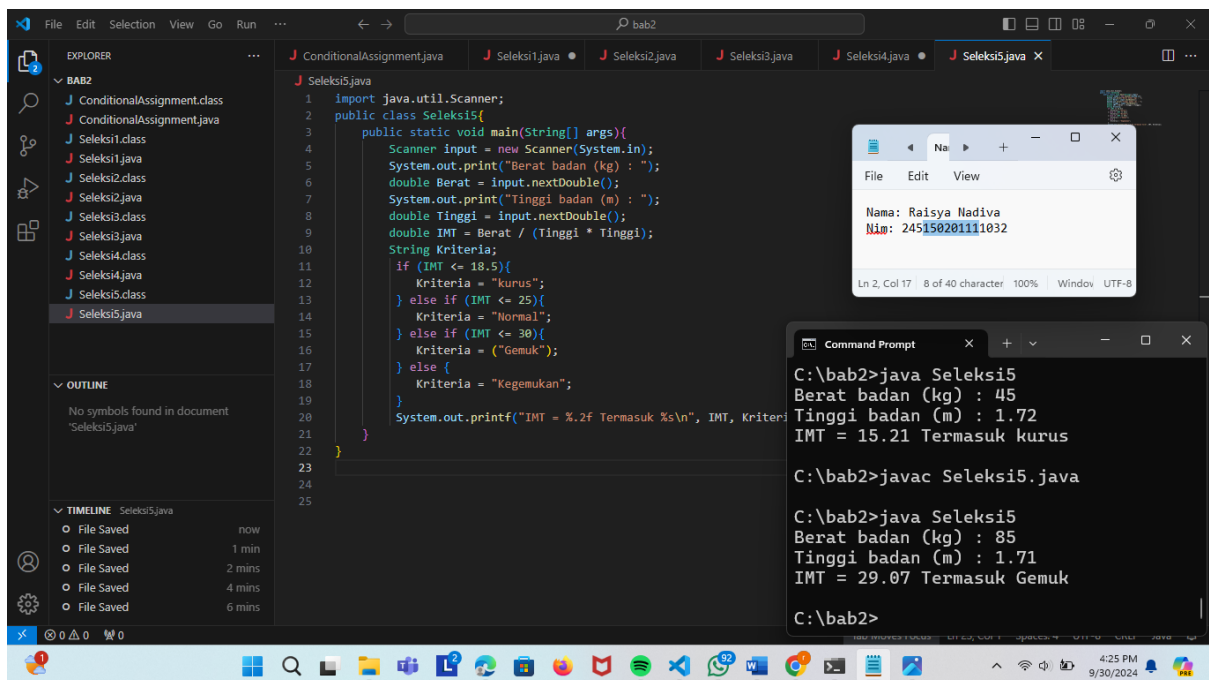 File Edit Selection View Go Run ... bab2
EXPLORER
BAB2
ConditionalAssignment.class
ConditionalAssignment.java
Seleksi1.class
Seleksi1.java
Seleksi2.class
Seleksi2.java
Seleksi3.class
Seleksi3.java
Seleksi4.class
Seleksi4.java
Seleksi5.class
Seleksi5.java
OUTLINE
No symbols found in document
'Seleksi5.java'
TIMELINE Seleksi5.java
File Saved now
File Saved 1 min
File Saved 2 mins
File Saved 4 mins
File Saved 6 mins
ConditionalAssignment.java Seleksi1.java Seleksi2.java Seleksi3.java Seleksi4.java Seleksi5.java
Seleksi5.java
1 import java.util.Scanner;
2 public class Seleksi5{
3 public static void main(String[] args){
4 Scanner input = new Scanner(System.in);
5 System.out.print("Berat badan (kg) : ");
6 double Berat = input.nextDouble();
7 System.out.print("Tinggi badan (m) : ");
8 double Tinggi = input.nextDouble();
9 double IMT = Berat / (Tinggi * Tinggi);
10 String Kriteria;
11 if (IMT <= 18.5){
12 Kriteria = "kurus";
13 } else if (IMT <= 25){
14 Kriteria = "Normal";
15 } else if (IMT <= 30){
16 Kriteria = ("Gemuk");
17 } else {
18 Kriteria = "Kegemukan";
19 }
20 System.out.printf("IMT = %.2f Termasuk %s\n", IMT, Kriteri
21 }
22 }
23
24
25
Na
File Edit View
Nama: Raisya Nadiva
Nim: 245150201111032
Ln 2, Col 17 8 of 40 character 100% Window UTF-8
Command Prompt
C:\bab2>java Seleksi5
Berat badan (kg) : 45
Tinggi badan (m) : 1.72
IMT = 15.21 Termasuk kurus
C:\bab2>javac Seleksi5.java
C:\bab2>java Seleksi5
Berat badan (kg) : 85
Tinggi badan (m) : 1.71
IMT = 29.07 Termasuk Gemuk
C:\bab2>
0 0 0
4:25 PM
9/30/2024